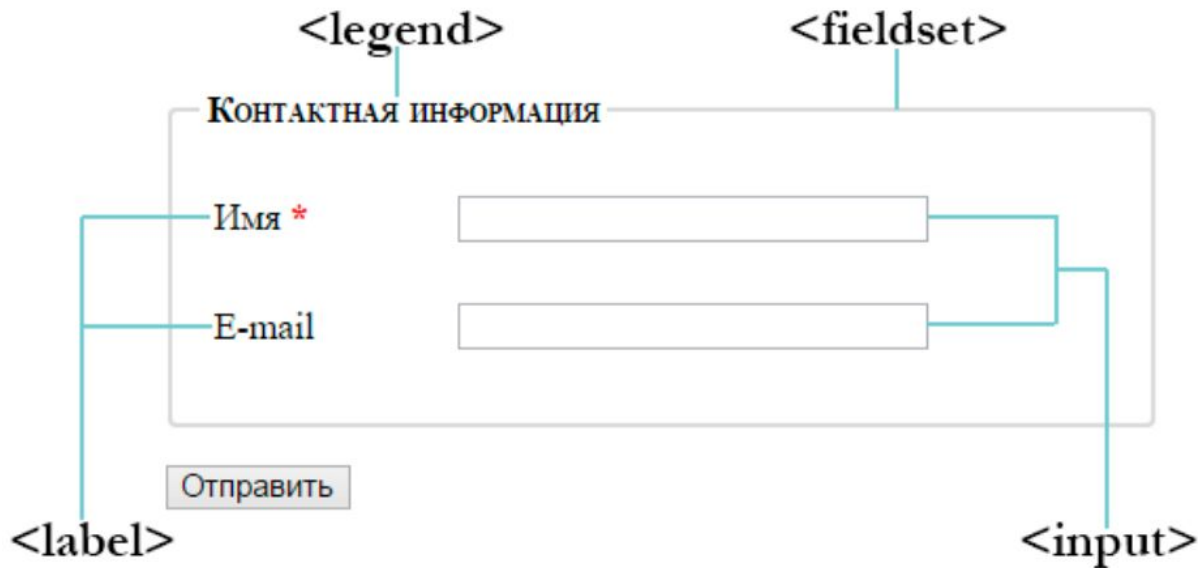 <legend> <fieldset>
Контактная информация
Имя *
E-mail
Отправить
<label> <input>